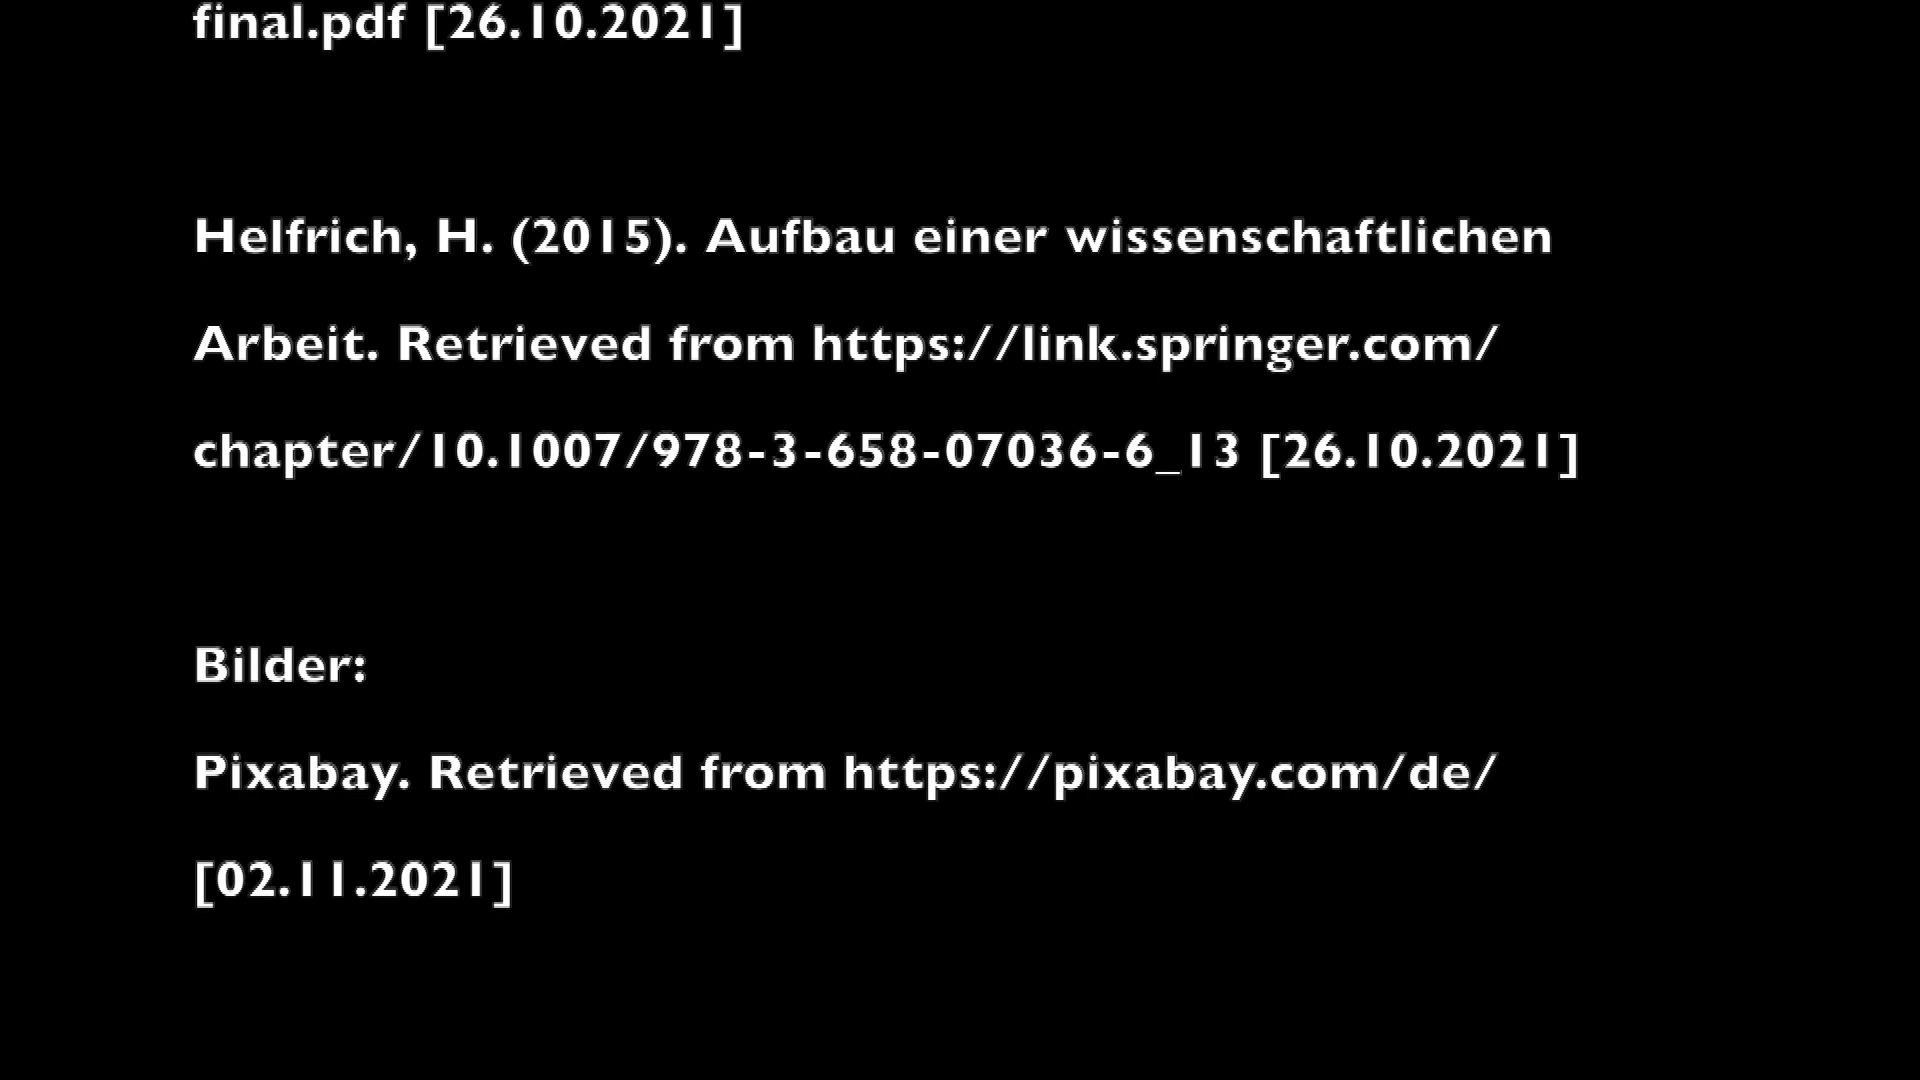 final.pdf [26.10.2021]
Helfrich, H. (2015). Aufbau einer wissenschaftlichen
Arbeit. Retrieved from https://link.springer.com/
chapter/10.1007/978-3-658-07036-6_13 [26.10.2021]
Bilder:
Pixabay. Retrieved from https://pixabay.com/de/
[02.11.2021]